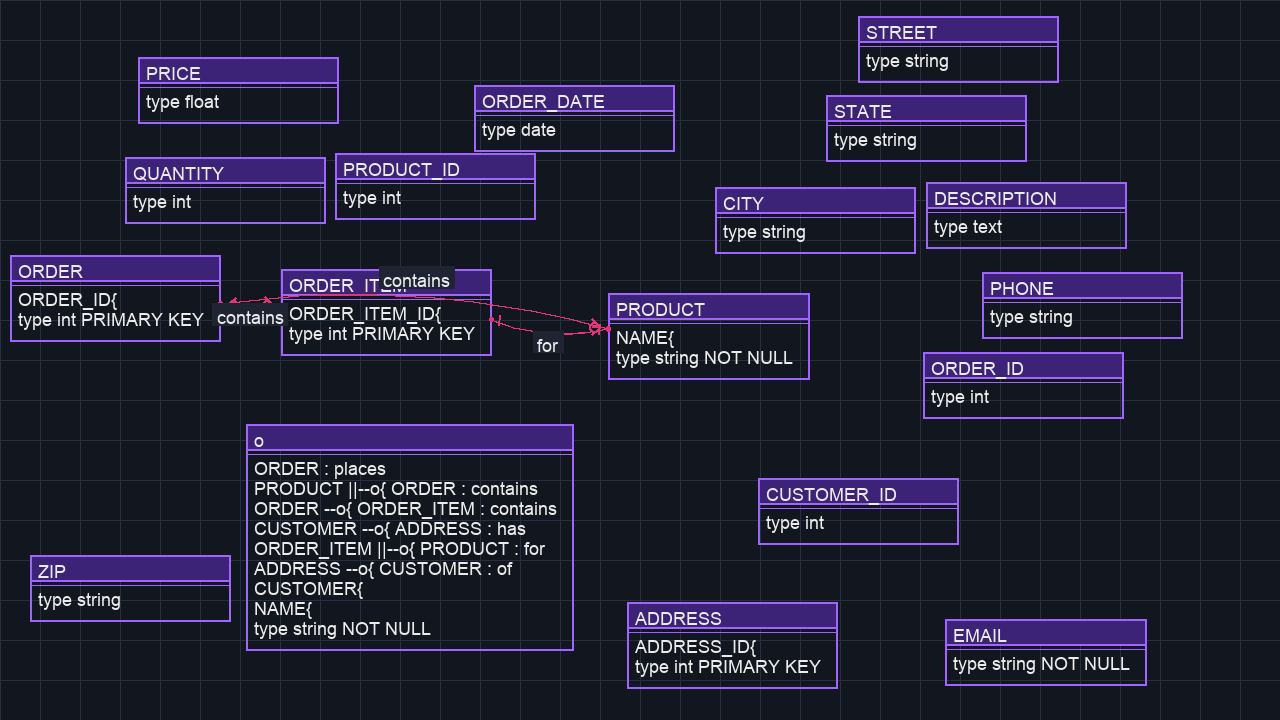 STREET
type string
PRICE
type float
ORDER_DATE
type date
STATE
type string
QUANTITY
type int
PRODUCT_ID
type int
CITY
type string
DESCRIPTION
type text
ORDER
ORDER_ID{
type int PRIMARY KEY
contains
ORDER_ITEM
ORDER_ITEM_ID{
type int PRIMARY KEY
contains
for
PRODUCT
NAME{
type string NOT NULL
PHONE
type string
ORDER_ID
type int
o
ORDER : places
PRODUCT ||--o{ ORDER : contains
ORDER --o{ ORDER_ITEM : contains
CUSTOMER --o{ ADDRESS : has
ORDER_ITEM ||--o{ PRODUCT : for
ADDRESS --o{ CUSTOMER : of
CUSTOMER{
NAME{
type string NOT NULL
CUSTOMER_ID
type int
ZIP
type string
ADDRESS
ADDRESS_ID{
type int PRIMARY KEY
EMAIL
type string NOT NULL